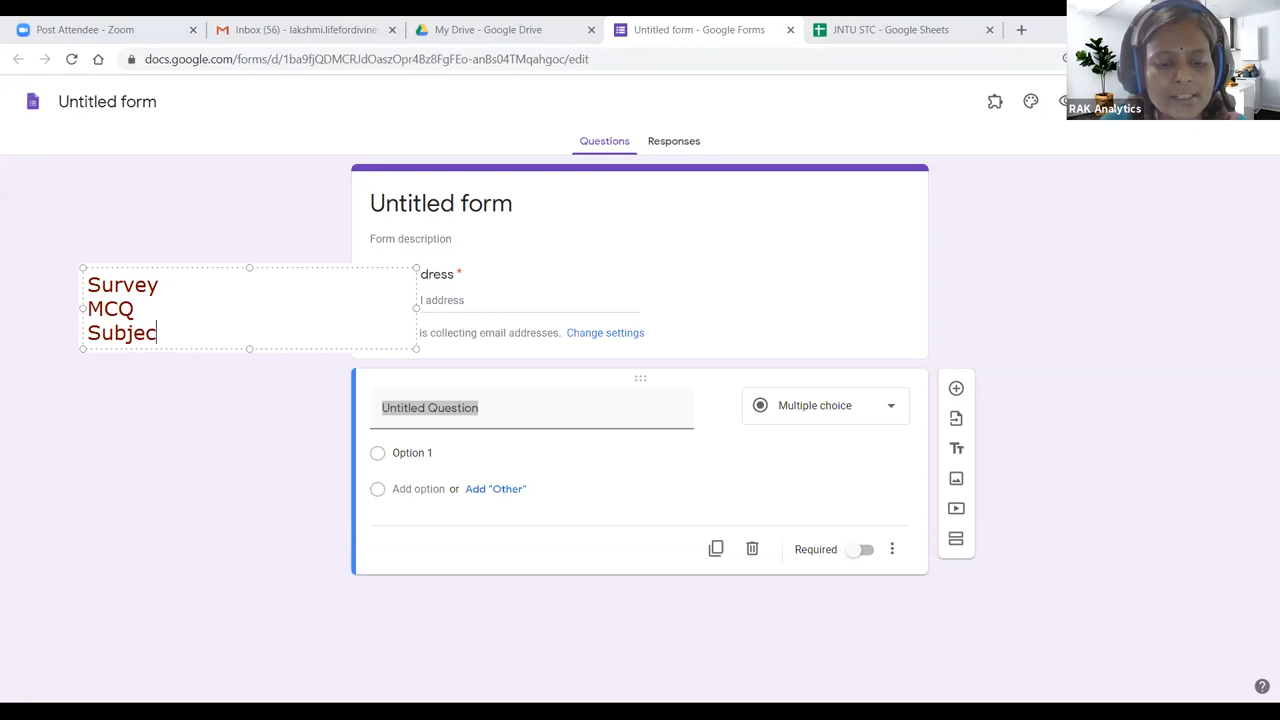 Post Attendee - Zoom
Inbox (56) - lakshmi.lifefordivine
My Drive - Google Drive
Untitled form - Google Forms
JNTU STC - Google Sheets
docs.google.com/forms/d/1ba9fjQDMCRJdOaszOpr4Bz8FgFEo-anBs04TMqahgoc/edit
RAK Analytics
Untitled form
Questions
Responses
Untitled form
Form description
dress *
l address
is collecting email addresses. Change settings
Survey
MCQ
Subjec
Untitled Question
Multiple choice
Option 1
Add option or Add "Other"
Required